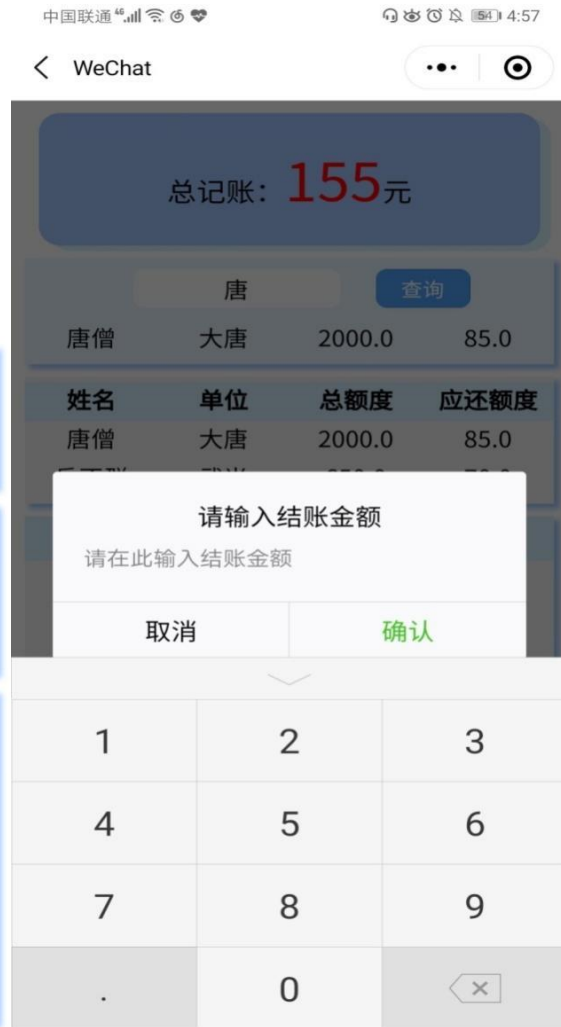 中国联通 46 54 4:57
WeChat
总记账：155元
唐 查询
唐僧 大唐 2000.0 85.0
姓名 单位 总额度 应还额度
唐僧 大唐 2000.0 85.0
请输入结账金额
请在此输入结账金额
取消 确认
1 2 3
4 5 6
7 8 9
. 0